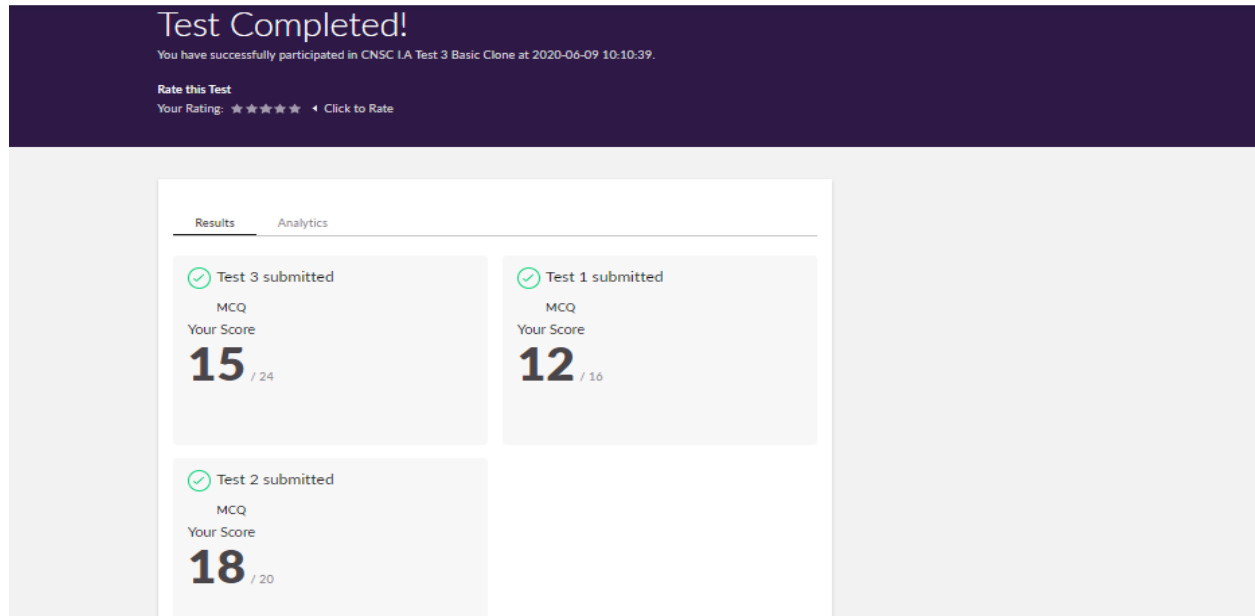 Test Completed!
You have successfully participated in CNSC I.A Test 3 Basic Clone at 2020-06-09 10:10:39.
Rate this Test
Your Rating: ★★★★★ ◂ Click to Rate
Results Analytics
Test 3 submitted
MCQ
Your Score
15 / 24
Test 1 submitted
MCQ
Your Score
12 / 16
Test 2 submitted
MCQ
Your Score
18 / 20